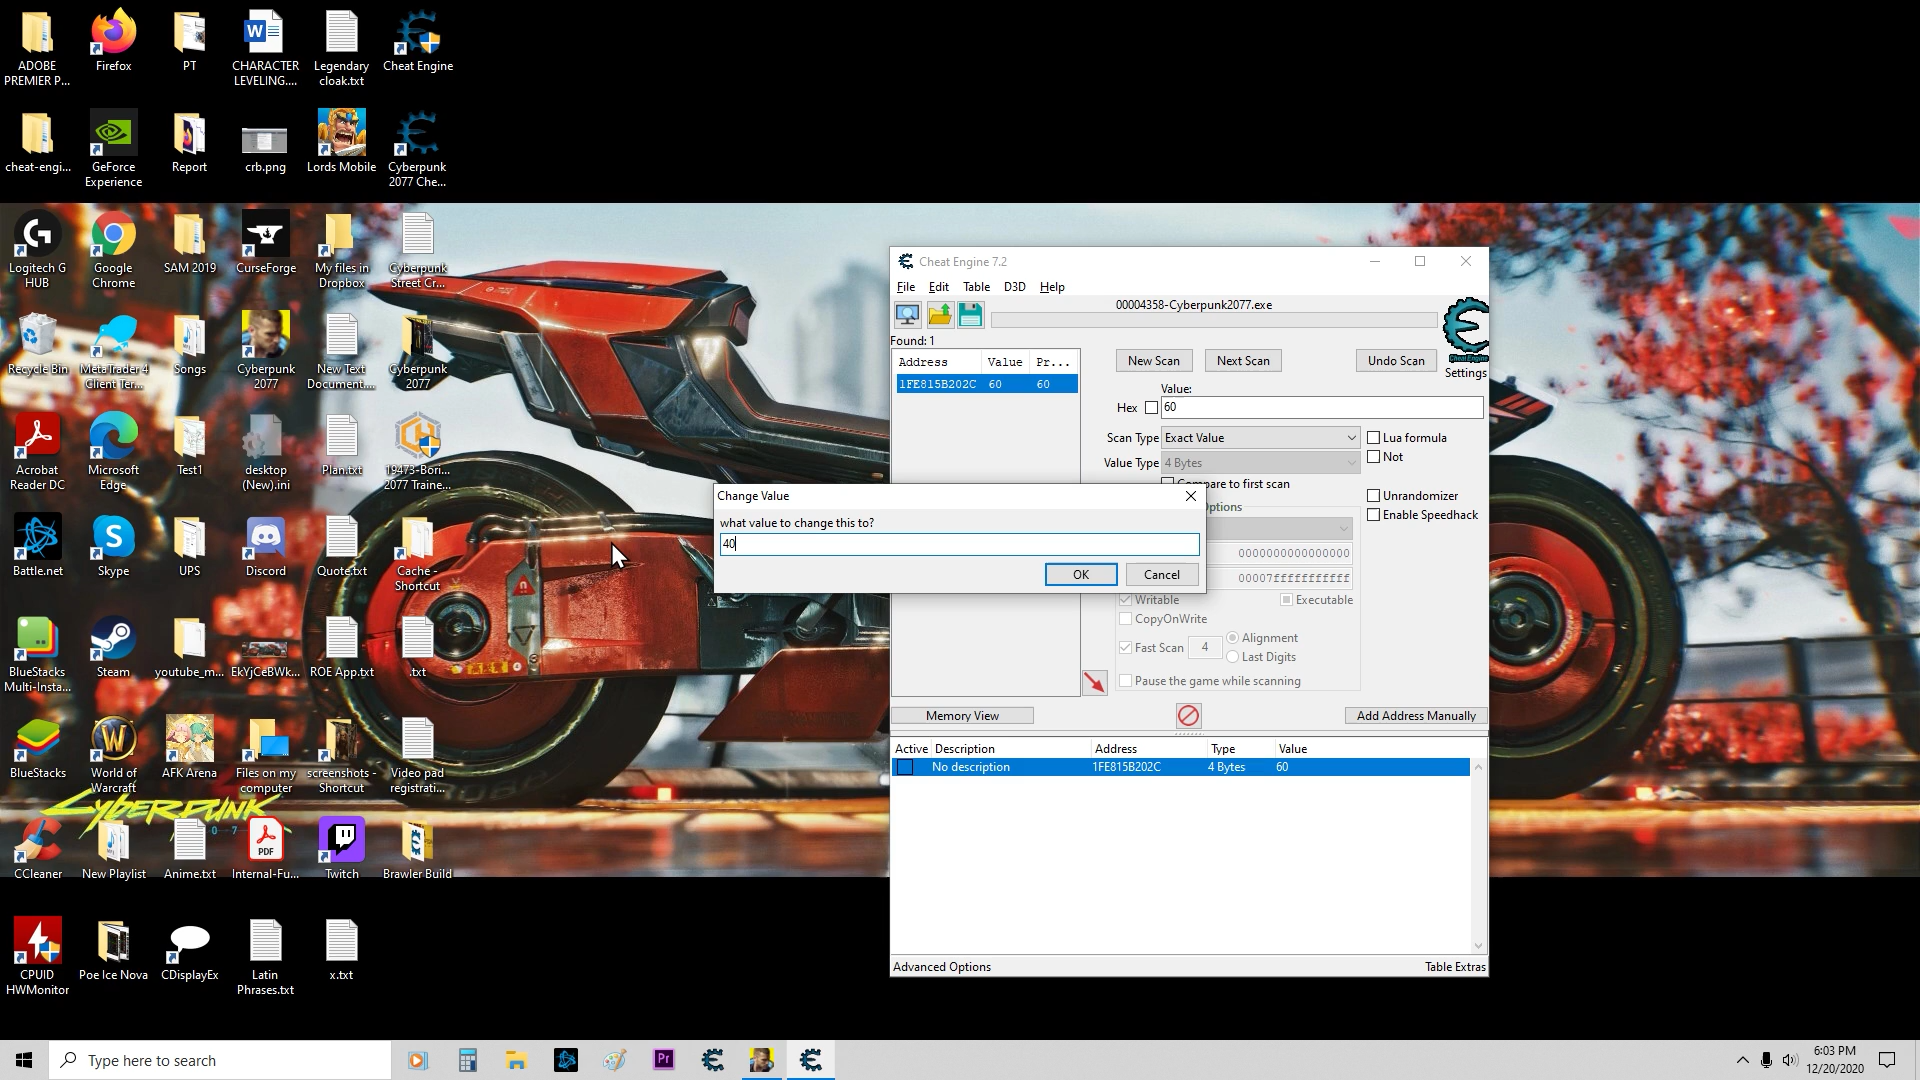 ADOBE
PREMIER P...
Firefox
PT
CHARACTER
LEVELING....
Legendary
cloak.txt
Cheat Engine
cheat-engi...
GeForce
Experience
Report
crb.png
Lords Mobile
Cyberpunk
2077 Che...
Logitech G
HUB
Google
Chrome
SAM 2019
CurseForge
My files in
Dropbox
Cyberpunk
Street Cr...
Recycle Bin
MetaTrader 4
Client Ter...
Songs
Cyberpunk
2077
New Text
Document....
Cyberpunk
2077
Acrobat
Reader DC
Microsoft
Edge
Test1
desktop
(New).ini
Plan.txt
19473-Bori...
2077 Traine...
Battle.net
Skype
UPS
Discord
Quote.txt
Cache -
Shortcut
BlueStacks
Multi-Insta...
Steam
youtube_m...
EkYjCeBWk...
ROE App.txt
.txt
BlueStacks
World of
Warcraft
AFK Arena
Files on my
computer
screenshots -
Shortcut
Video pad
registrati...
CYBERPUNK
2077
CCleaner
New Playlist
Anime.txt
PDF
Internal-Fu...
Twitch
Brawler Build
CPUID
HWMonitor
Poe Ice Nova
CDisplayEx
Latin
Phrases.txt
x.txt
Cheat Engine 7.2
File Edit Table D3D Help
00004358-Cyberpunk2077.exe
Found: 1
Address Value Pr...
1FE815B202C 60 60
New Scan Next Scan Undo Scan
Cheat Engine
Settings
Value:
Hex 60
Scan Type Exact Value
Lua formula
Not
Value Type 4 Bytes
Compare to first scan
Unrandomizer
Enable Speedhack
Options
0000000000000000
00007fffffffffff
Writable Executable
CopyOnWrite
Fast Scan 4 Alignment
Last Digits
Pause the game while scanning
Change Value
what value to change this to?
40
OK Cancel
Memory View
Add Address Manually
Active Description Address Type Value
No description 1FE815B202C 4 Bytes 60
Advanced Options
Table Extras
Type here to search
Pr
6:03 PM
12/20/2020